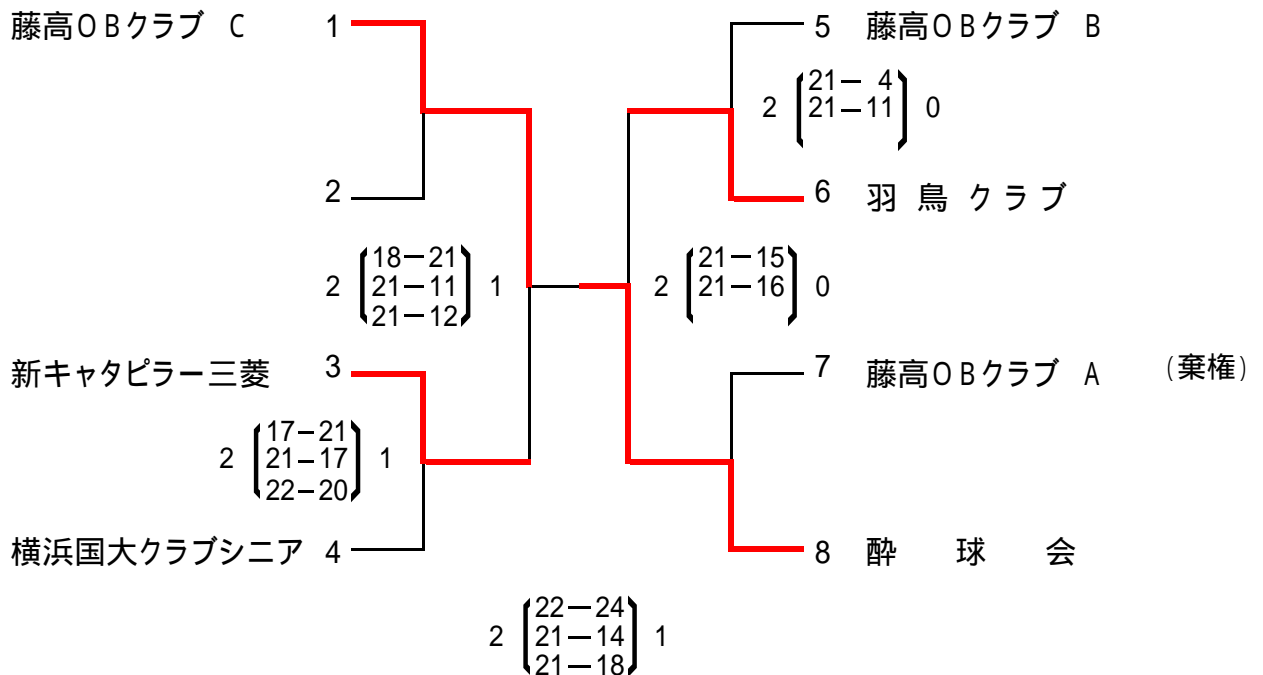 藤高OBクラブ C 1
5 藤高OBクラブ B
2 21－ 4 0
21－11
2
6 羽鳥クラブ
2 18－21 1
21－11
21－12
2 21－15 0
21－16
新キャタピラー三菱 3
7 藤高OBクラブ A (棄権)
2 17－21 1
21－17
22－20
横浜国大クラブシニア 4
8 酔球会
2 22－24 1
21－14
21－18